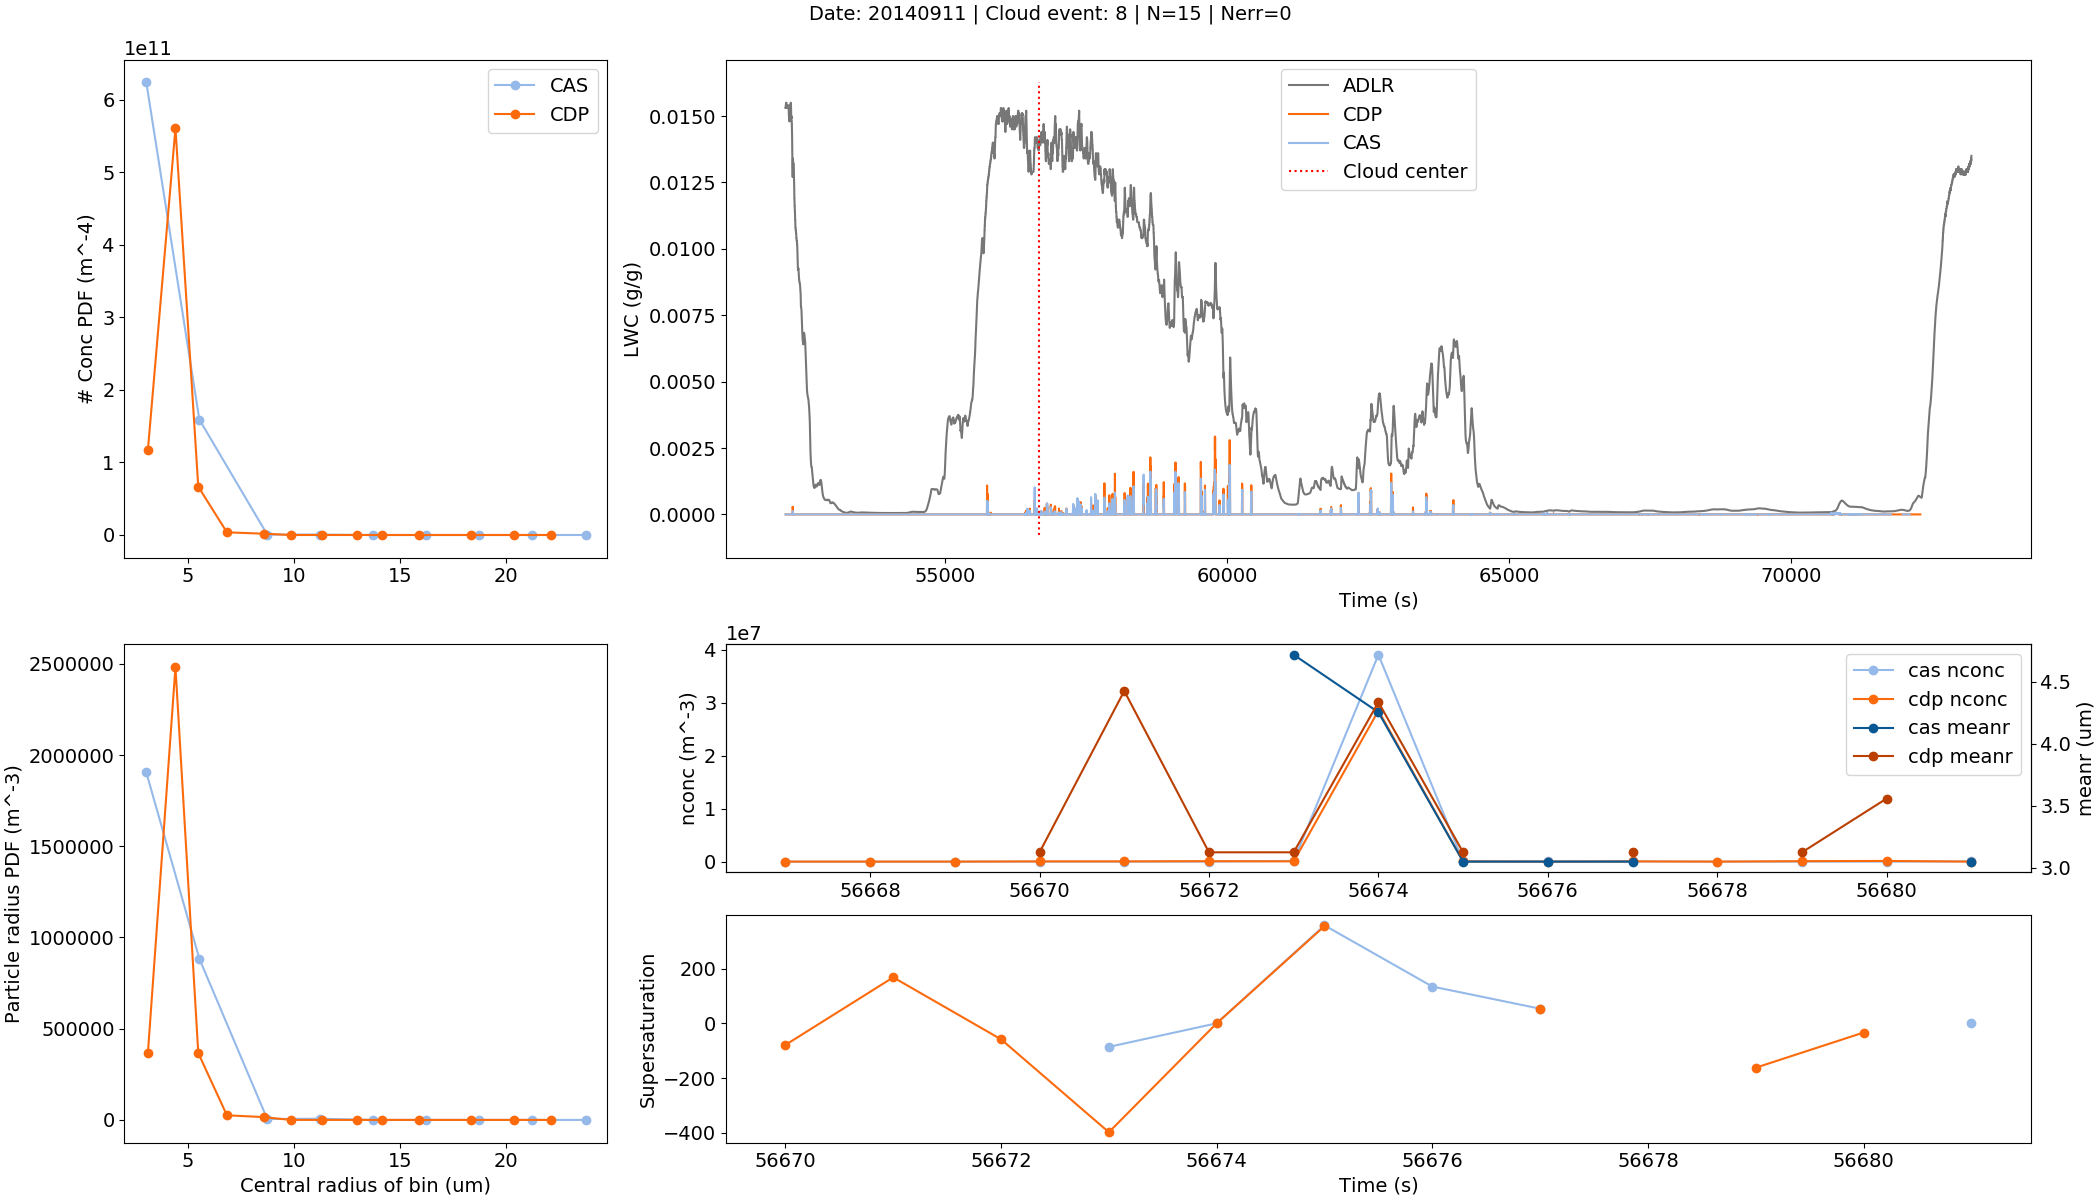 Date: 20140911 | Cloud event: 8 | N=15 | Nerr=0
1e11
# Conc PDF (m^-4)
6
5
4
3
2
1
0
5 10 15 20
CAS
CDP
LWC (g/g)
0.0150
0.0125
0.0100
0.0075
0.0050
0.0025
0.0000
55000 60000 65000 70000
Time (s)
ADLR
CDP
CAS
Cloud center
Particle radius PDF (m^-3)
2500000
2000000
1500000
1000000
500000
0
5 10 15 20
Central radius of bin (um)
1e7
nconc (m^-3)
4
3
2
1
0
56668 56670 56672 56674 56676 56678 56680
cas nconc
cdp nconc
cas meanr
cdp meanr
4.5
4.0
3.5
3.0
meanr (um)
Supersaturation
200
0
−200
−400
56670 56672 56674 56676 56678 56680
Time (s)